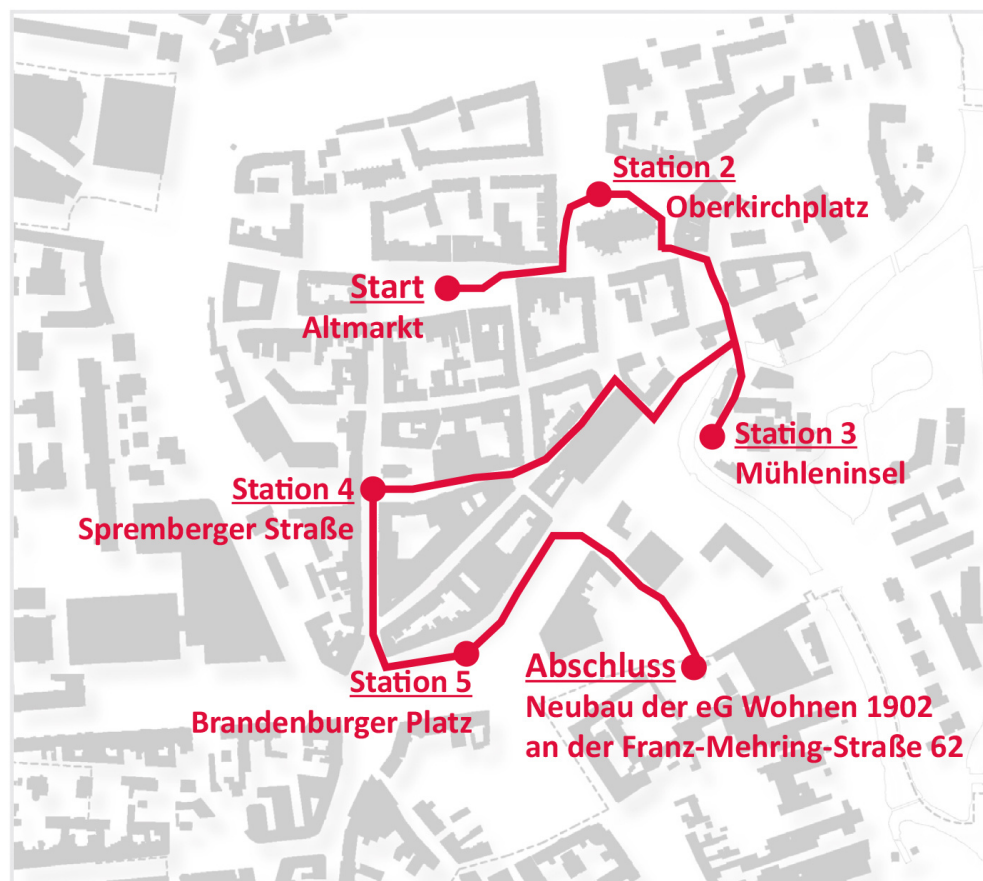 Station 2
Oberkirchplatz
Start
Altmarkt
Station 3
Mühleninsel
Station 4
Spremberger Straße
Station 5
Brandenburger Platz
Abschluss
Neubau der eG Wohnen 1902
an der Franz-Mehring-Straße 62